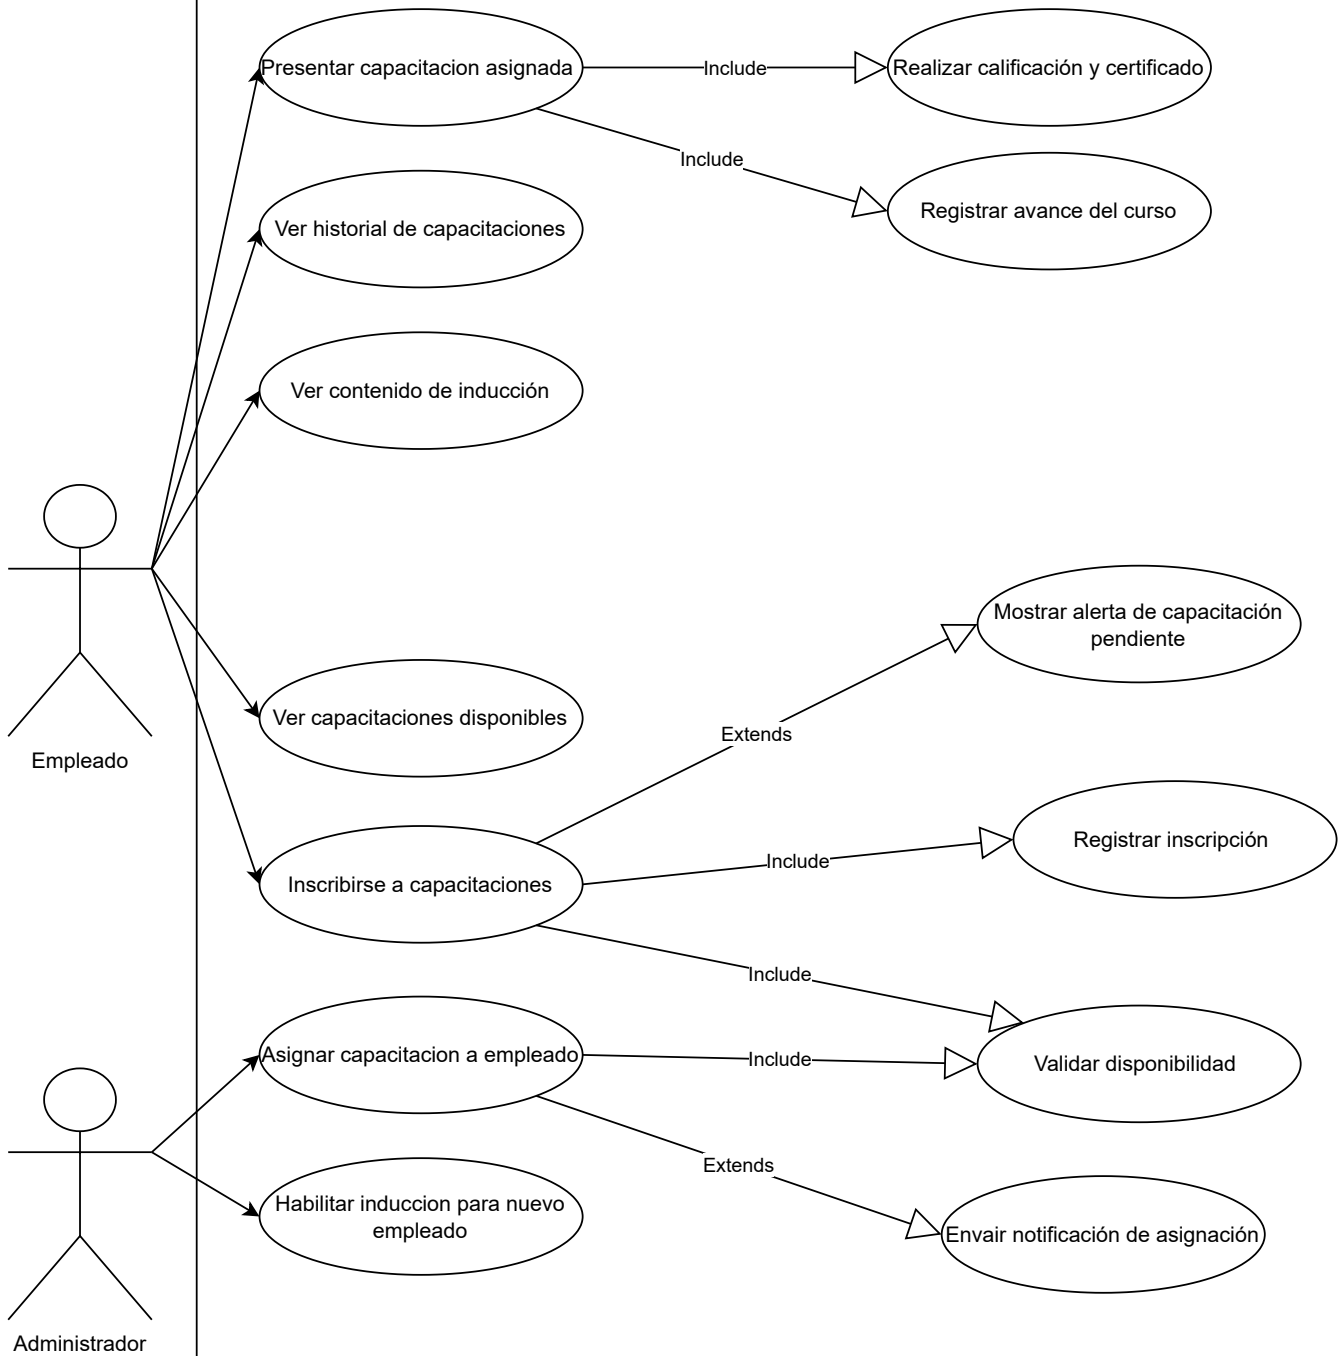 Presentar capacitacion asignada
Include
Realizar calificación y certificado
Include
Registrar avance del curso
Ver historial de capacitaciones
Ver contenido de inducción
Empleado
Ver capacitaciones disponibles
Mostrar alerta de capacitación
pendiente
Extends
Inscribirse a capacitaciones
Include
Registrar inscripción
Include
Asignar capacitacion a empleado
Include
Validar disponibilidad
Extends
Envair notificación de asignación
Habilitar induccion para nuevo
empleado
Administrador